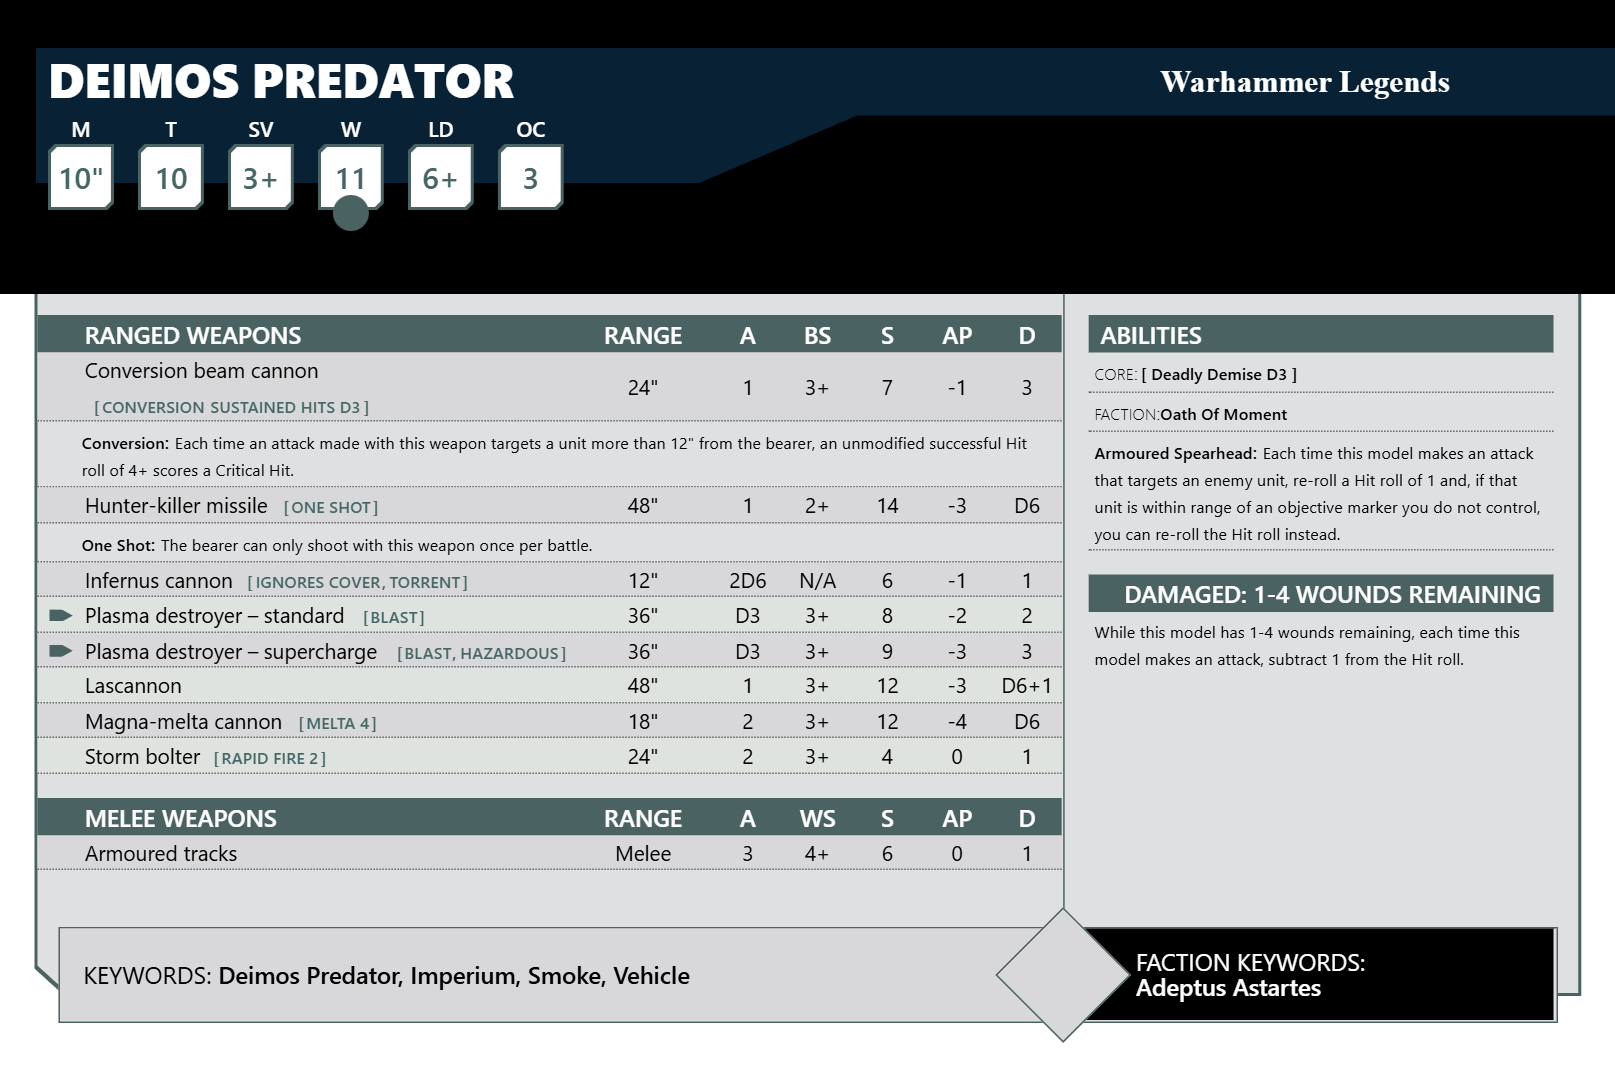 DEIMOS PREDATOR
Warhammer Legends
M T SV W LD OC
10" 10 3+ 11 6+ 3
RANGED WEAPONS RANGE A BS S AP D
Conversion beam cannon 24" 1 3+ 7 -1 3
[CONVERSION SUSTAINED HITS D3]
Conversion: Each time an attack made with this weapon targets a unit more than 12" from the bearer, an unmodified successful Hit
roll of 4+ scores a Critical Hit.
Hunter-killer missile [ONE SHOT] 48" 1 2+ 14 -3 D6
One Shot: The bearer can only shoot with this weapon once per battle.
Infernus cannon [IGNORES COVER, TORRENT] 12" 2D6 N/A 6 -1 1
Plasma destroyer – standard [BLAST] 36" D3 3+ 8 -2 2
Plasma destroyer – supercharge [BLAST, HAZARDOUS] 36" D3 3+ 9 -3 3
Lascannon 48" 1 3+ 12 -3 D6+1
Magna-melta cannon [MELTA 4] 18" 2 3+ 12 -4 D6
Storm bolter [RAPID FIRE 2] 24" 2 3+ 4 0 1
MELEE WEAPONS RANGE A WS S AP D
Armoured tracks Melee 3 4+ 6 0 1
ABILITIES
CORE: [ Deadly Demise D3 ]
FACTION:Oath Of Moment
Armoured Spearhead: Each time this model makes an attack
that targets an enemy unit, re-roll a Hit roll of 1 and, if that
unit is within range of an objective marker you do not control,
you can re-roll the Hit roll instead.
DAMAGED: 1-4 WOUNDS REMAINING
While this model has 1-4 wounds remaining, each time this
model makes an attack, subtract 1 from the Hit roll.
KEYWORDS: Deimos Predator, Imperium, Smoke, Vehicle
FACTION KEYWORDS:
Adeptus Astartes